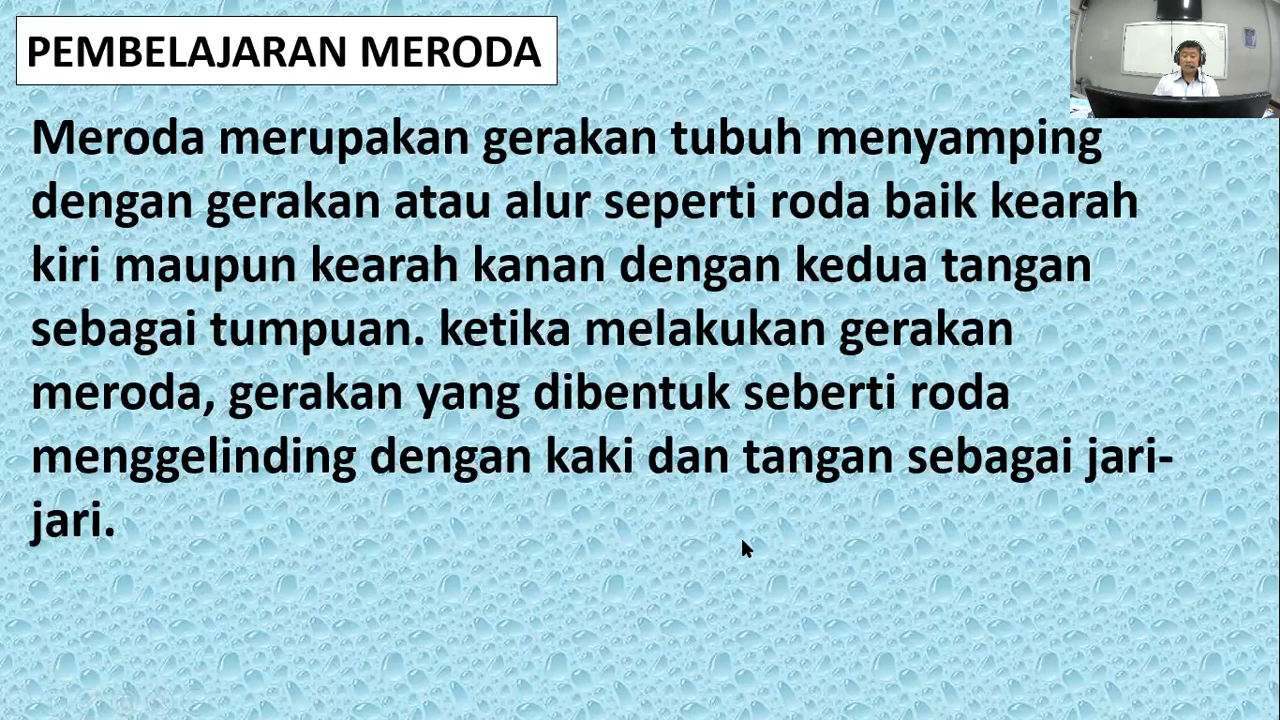 PEMBELAJARAN MERODA
Meroda merupakan gerakan tubuh menyamping
dengan gerakan atau alur seperti roda baik kearah
kiri maupun kearah kanan dengan kedua tangan
sebagai tumpuan. ketika melakukan gerakan
meroda, gerakan yang dibentuk seberti roda
menggelinding dengan kaki dan tangan sebagai jari-
jari.